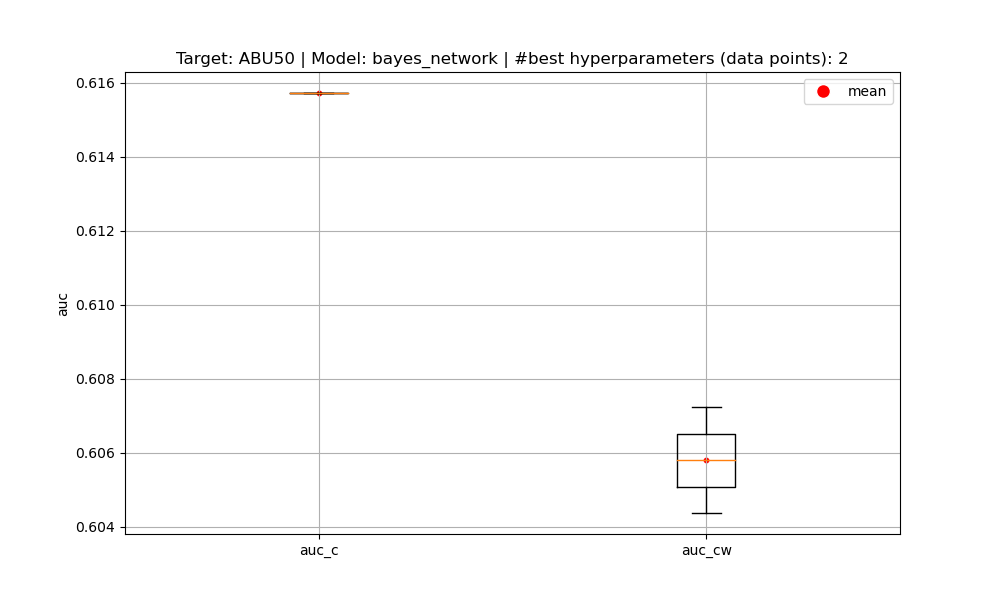 Target: ABU50 | Model: bayes_network | #best hyperparameters (data points): 2
mean
0.616
0.614
0.612
0.610
0.608
0.606
0.604
auc
auc_c
auc_cw